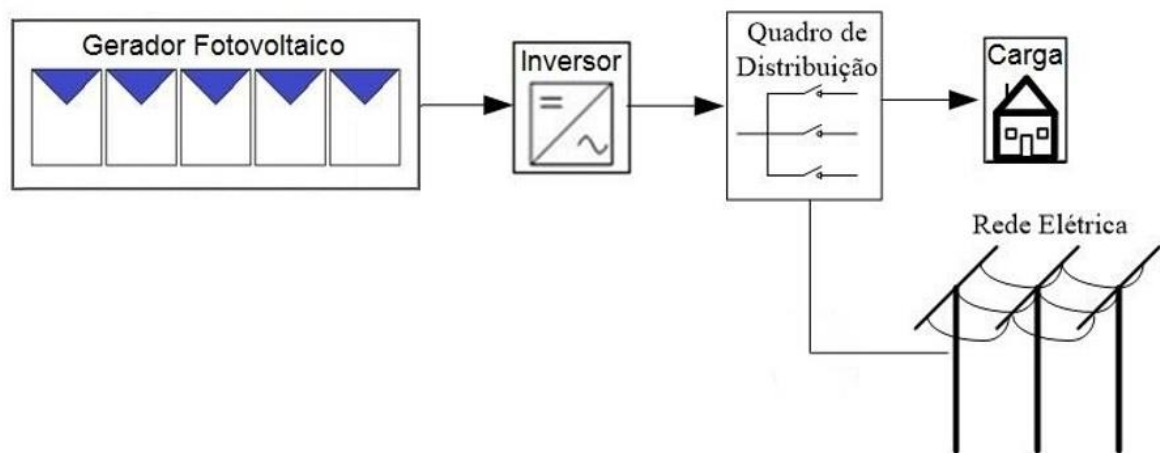 Gerador Fotovoltaico
Inversor
Quadro de
Distribuição
Carga
Rede Elétrica